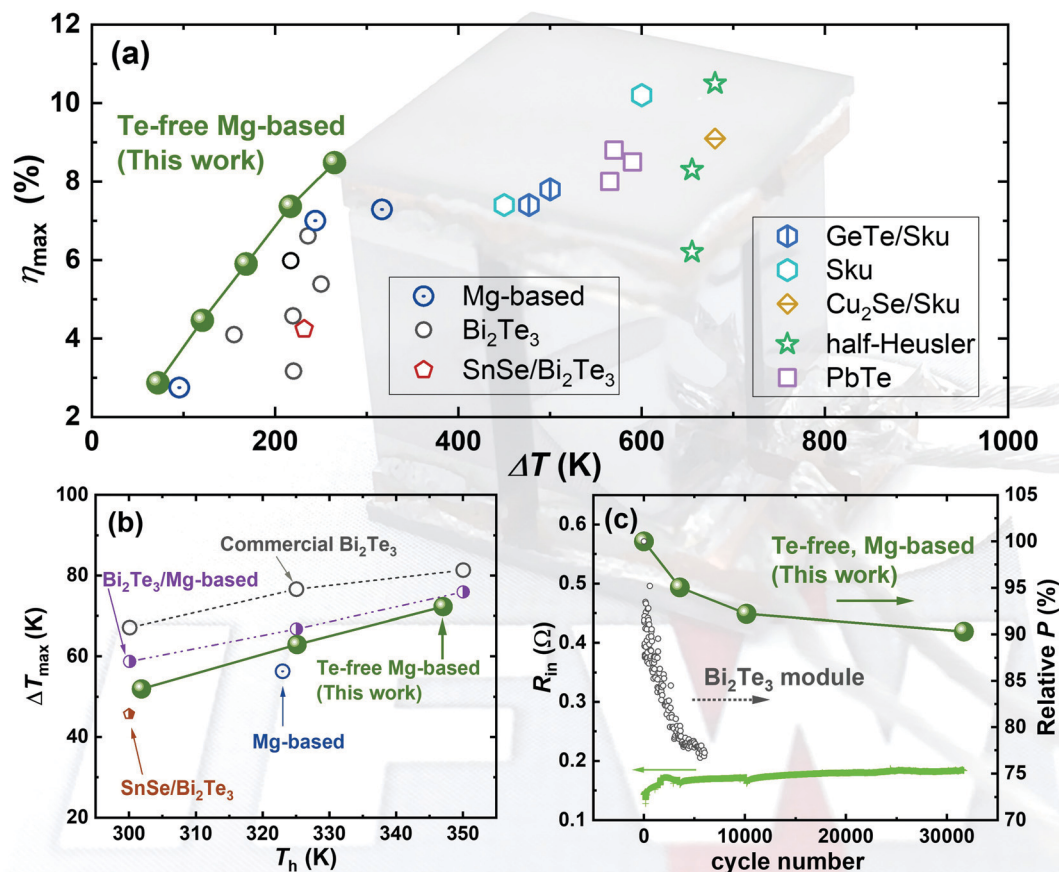 (a)
12
10
8
6
4
2
η_max (%)
Te-free Mg-based
(This work)
Mg-based
Bi₂Te₃
SnSe/Bi₂Te₃
GeTe/Sku
Sku
Cu₂Se/Sku
half-Heusler
PbTe
0 200 400 600 800 1000
ΔT (K)
(b)
100
80
60
40
20
ΔT_max (K)
Commercial Bi₂Te₃
Bi₂Te₃/Mg-based
Te-free Mg-based
(This work)
Mg-based
SnSe/Bi₂Te₃
300 325 350
T_h (K)
(c)
0.6
0.5
0.4
0.3
0.2
0.1
R_in (Ω)
Te-free, Mg-based
(This work)
Bi₂Te₃ module
105
100
95
90
85
80
75
70
Relative P (%)
0 10000 20000 30000
cycle number